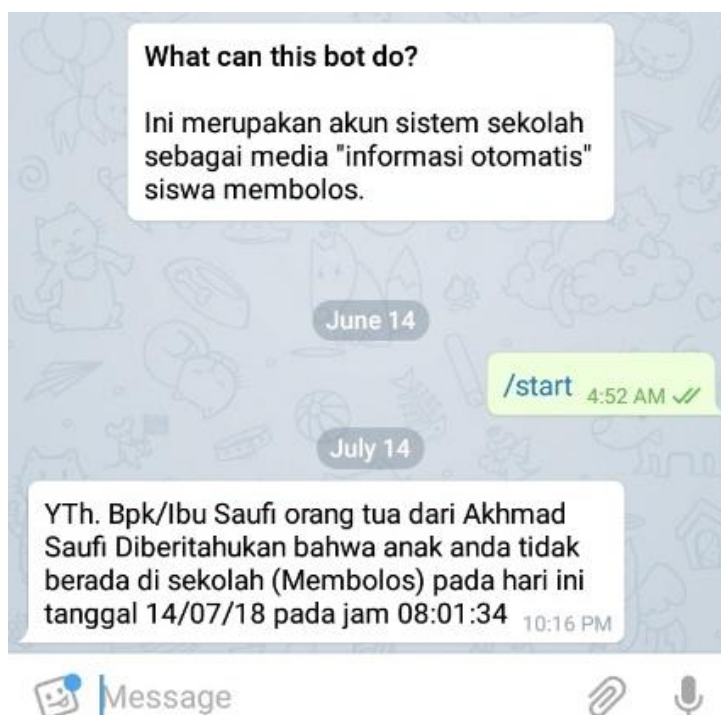 What can this bot do?
Ini merupakan akun sistem sekolah
sebagai media "informasi otomatis"
siswa membolos.
June 14
/start 4:52 AM
July 14
YTh. Bpk/Ibu Saufi orang tua dari Akhmad
Saufi Diberitahukan bahwa anak anda tidak
berada di sekolah (Membolos) pada hari ini
tanggal 14/07/18 pada jam 08:01:34 10:16 PM
Message